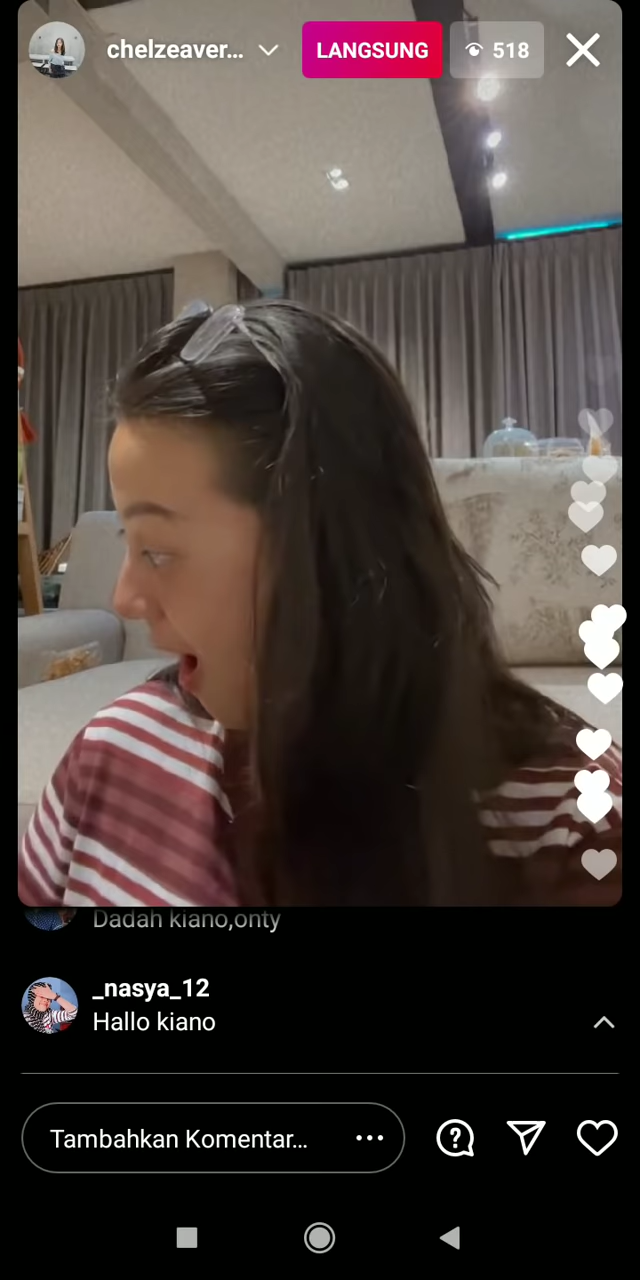 chelzeaver...
LANGSUNG
518
Dadah kiano,onty
_nasya_12
Hallo kiano
Tambahkan Komentar...